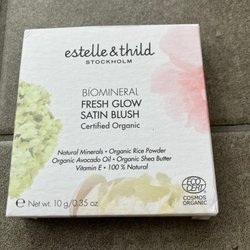 estelle & thild
STOCKHOLM
BIOMINERAL
FRESH GLOW
SATIN BLUSH
Certified Organic
Natural Minerals • Organic Rice Powder
Organic Avocado Oil • Organic Shea Butter
Vitamin E • 100% Natural
ECO
CERT
COSMOS
ORGANIC
e Net wt. 10 g/0.35 oz